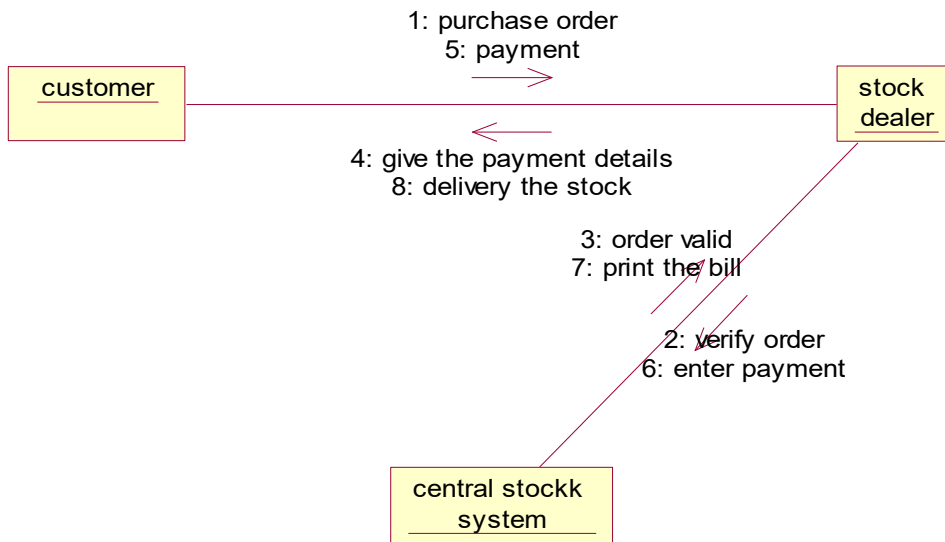 1: purchase order
5: payment
customer
stock
dealer
4: give the payment details
8: delivery the stock
3: order valid
7: print the bill
2: verify order
6: enter payment
central stockk
system